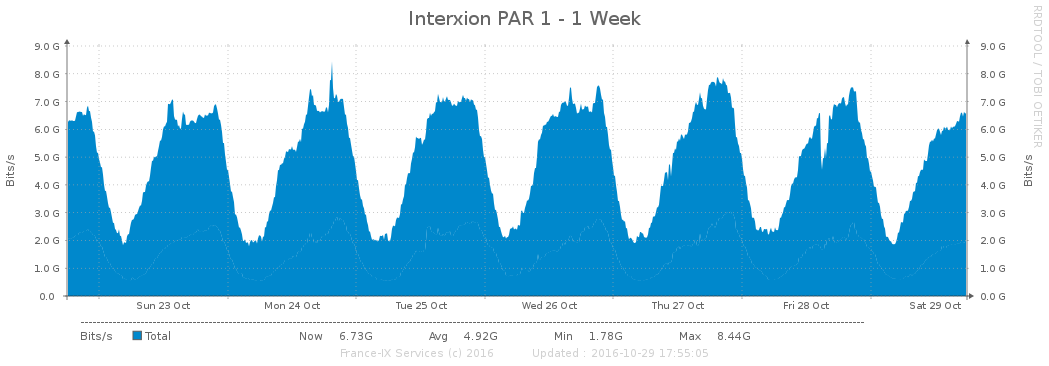 Interxion PAR 1 - 1 Week
RRDTOOL / TOBI OETIKER
Bits/s
9.0 G 9.0 G
8.0 G 8.0 G
7.0 G 7.0 G
6.0 G 6.0 G
5.0 G 5.0 G
4.0 G 4.0 G
3.0 G 3.0 G
2.0 G 2.0 G
1.0 G 1.0 G
0.0 0.0 G
Bits/s
Sun 23 Oct Mon 24 Oct Tue 25 Oct Wed 26 Oct Thu 27 Oct Fri 28 Oct Sat 29 Oct
Bits/s Total Now 6.73G Avg 4.92G Min 1.78G Max 8.44G
France-IX Services (c) 2016 Updated : 2016-10-29 17:55:05